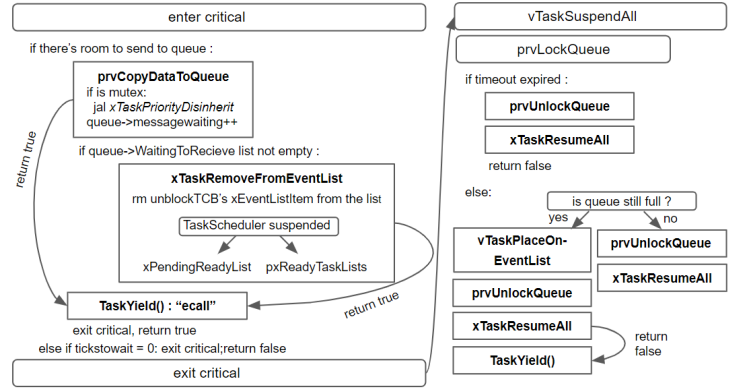 enter critical
if there's room to send to queue :
prvCopyDataToQueue
if is mutex:
jal xTaskPriorityDisinherit
queue->messagewaiting++
return true
if queue->WaitingToRecieve list not empty :
xTaskRemoveFromEventList
rm unblockTCB's xEventListItem from the list
TaskScheduler suspended
xPendingReadyList pxReadyTaskLists
return true
TaskYield() : “ecall”
exit critical, return true
else if tickstowait = 0: exit critical;return false
exit critical
vTaskSuspendAll
prvLockQueue
if timeout expired :
prvUnlockQueue
xTaskResumeAll
return false
else:
is queue still full ?
yes
no
vTaskPlaceOn-
EventList
prvUnlockQueue
xTaskResumeAll
TaskYield()
return
false
prvUnlockQueue
xTaskResumeAll